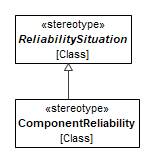 «stereotype»
ReliabilitySituation
[Class]
«stereotype»
ComponentReliability
[Class]